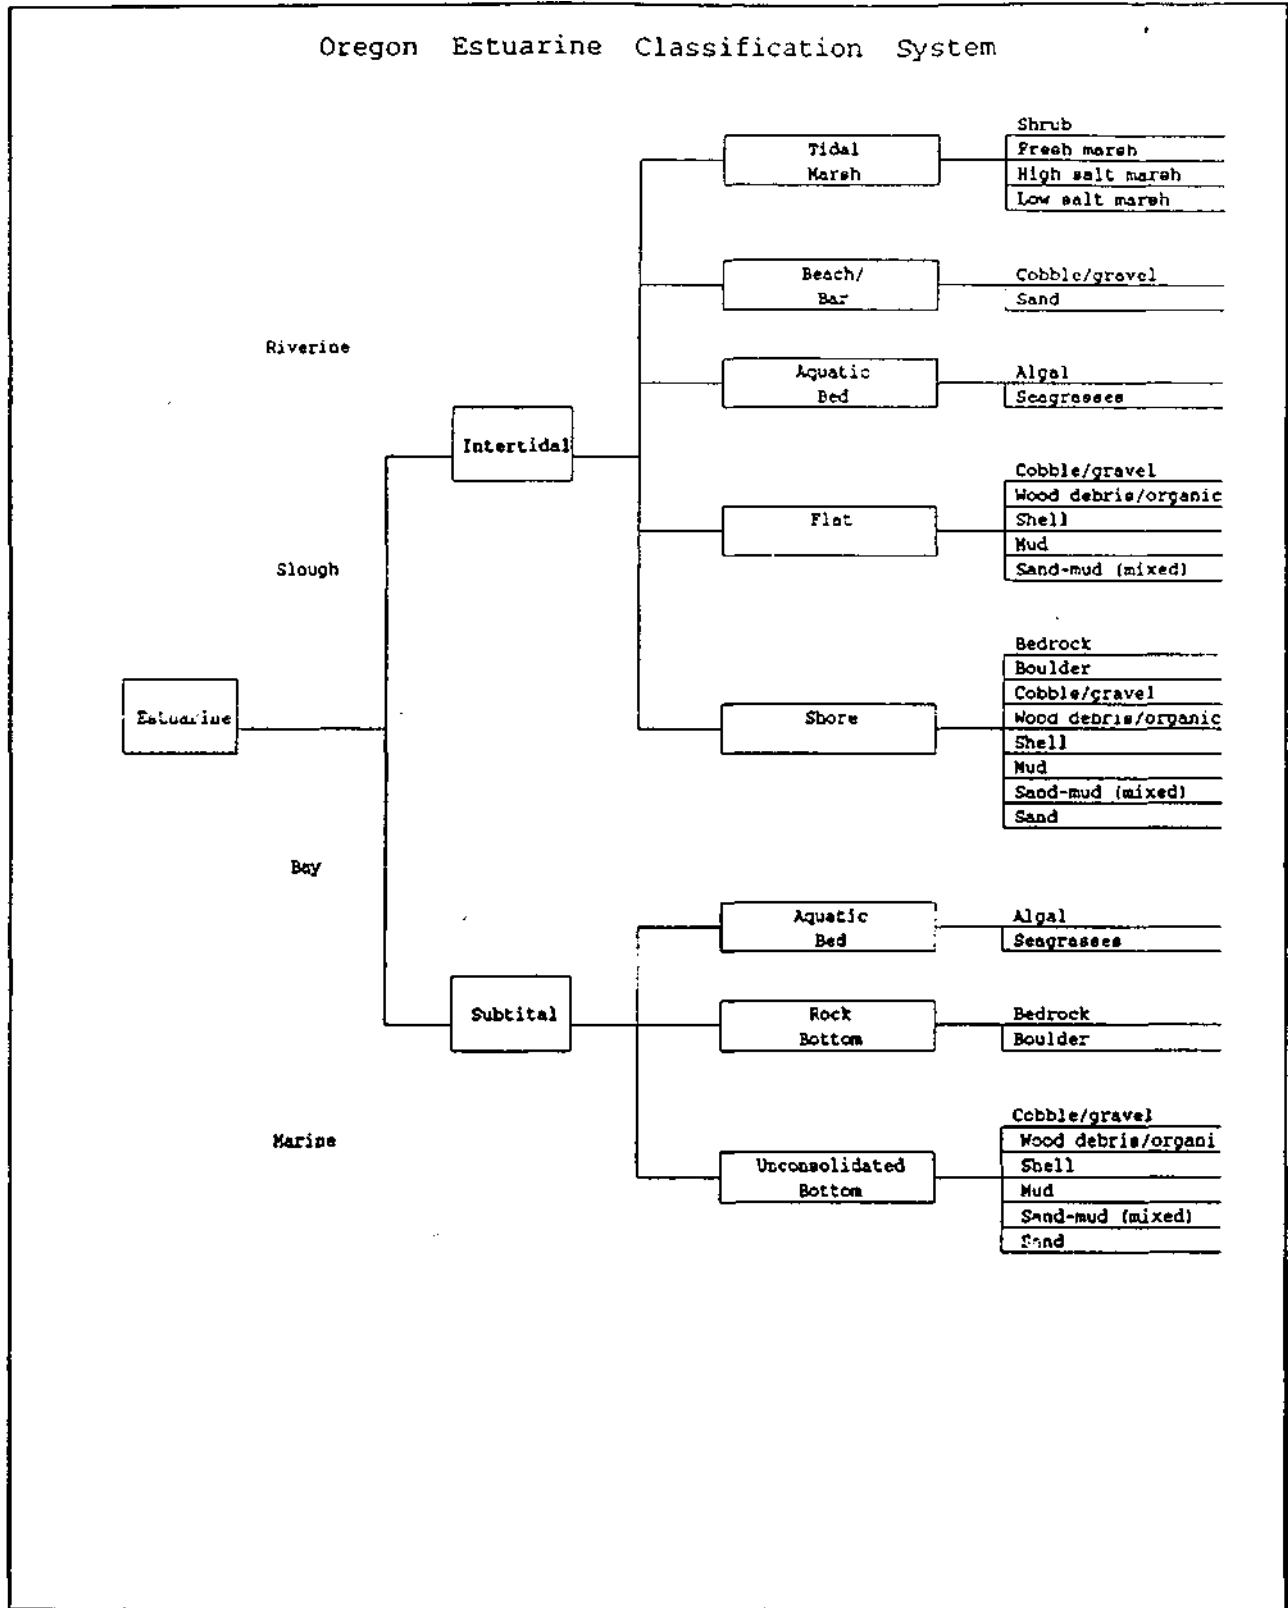 Oregon Estuarine Classification System
Shrub
Tidal
Marsh
Fresh marsh
High salt marsh
Low salt marsh
Beach/
Bar
Cobble/gravel
Sand
Riverine
Aquatic
Bed
Algal
Seagrasses
Intertidal
Cobble/gravel
Wood debris/organic
Flat
Shell
Mud
Sand-mud (mixed)
Slough
Bedrock
Boulder
Cobble/gravel
Estuarine
Shore
Wood debris/organic
Shell
Mud
Sand-mud (mixed)
Sand
Bay
Aquatic
Bed
Algal
Seagrasses
Subtital
Rock
Bottom
Bedrock
Boulder
Marine
Cobble/gravel
Wood debris/organi
Unconsolidated
Bottom
Shell
Mud
Sand-mud (mixed)
Sand